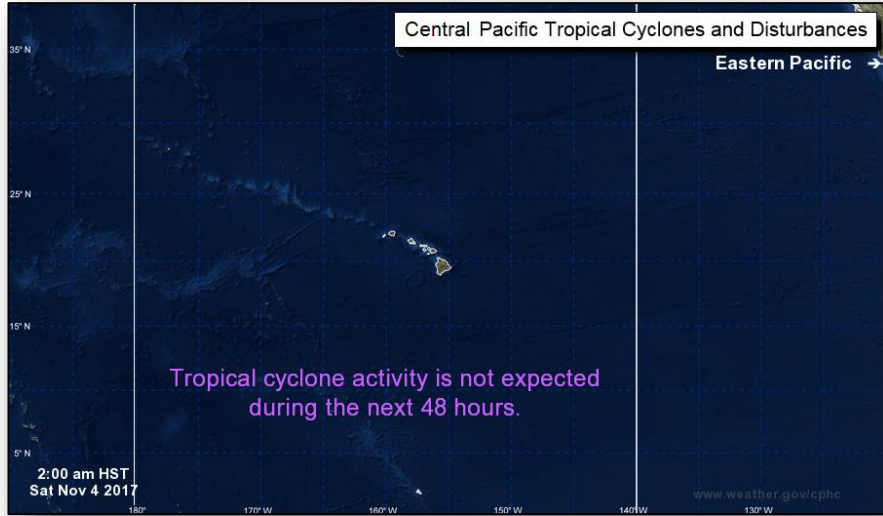 Central Pacific Tropical Cyclones and Disturbances
35° N
Eastern Pacific →
25° N
15° N
Tropical cyclone activity is not expected
during the next 48 hours.
5° N
2:00 am HST
Sat Nov 4 2017
www.weather.gov/cphc
180° 170° W 160° W 150° W 140° W 130° W